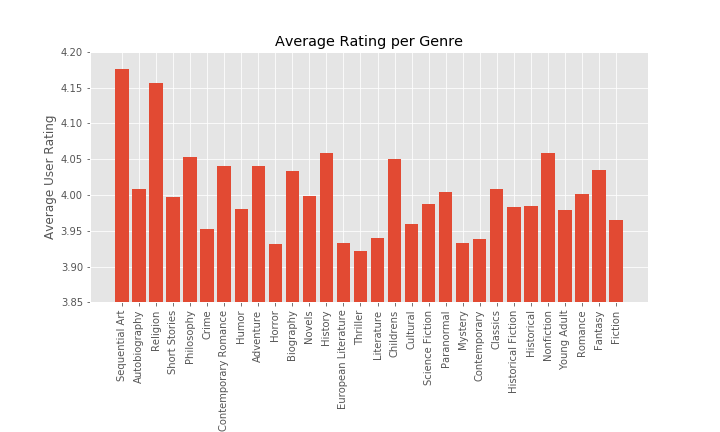 Average Rating per Genre
Average User Rating
4.20
4.15
4.10
4.05
4.00
3.95
3.90
3.85
Sequential Art
Autobiography
Religion
Short Stories
Philosophy
Crime
Contemporary Romance
Humor
Adventure
Horror
Biography
Novels
History
European Literature
Thriller
Literature
Childrens
Cultural
Science Fiction
Paranormal
Mystery
Contemporary
Classics
Historical Fiction
Historical
Nonfiction
Young Adult
Romance
Fantasy
Fiction